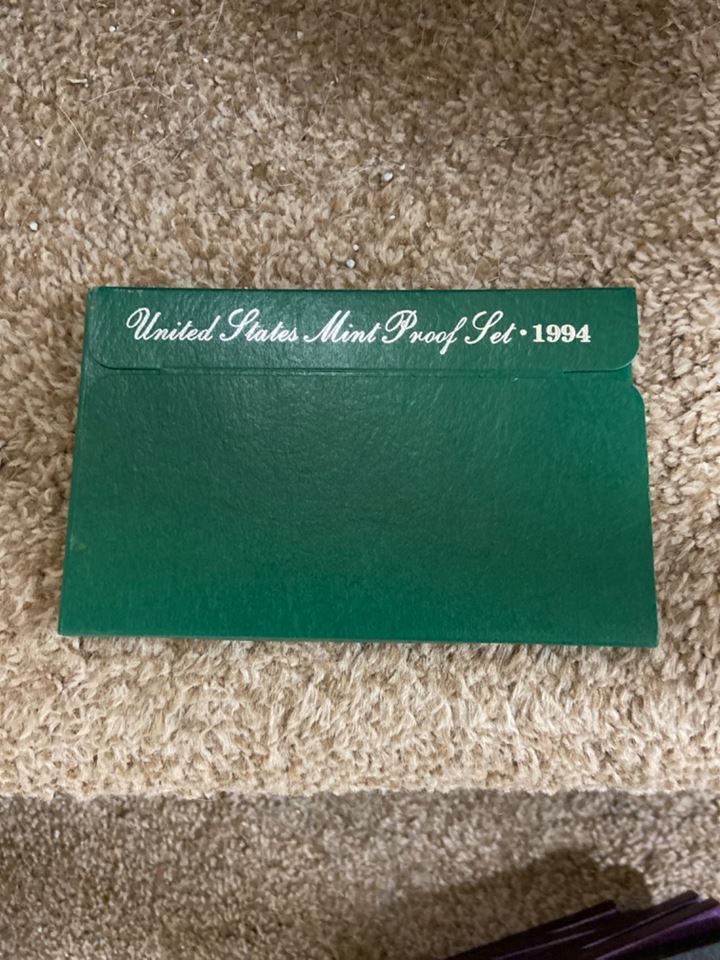 United States Mint Proof Set • 1994